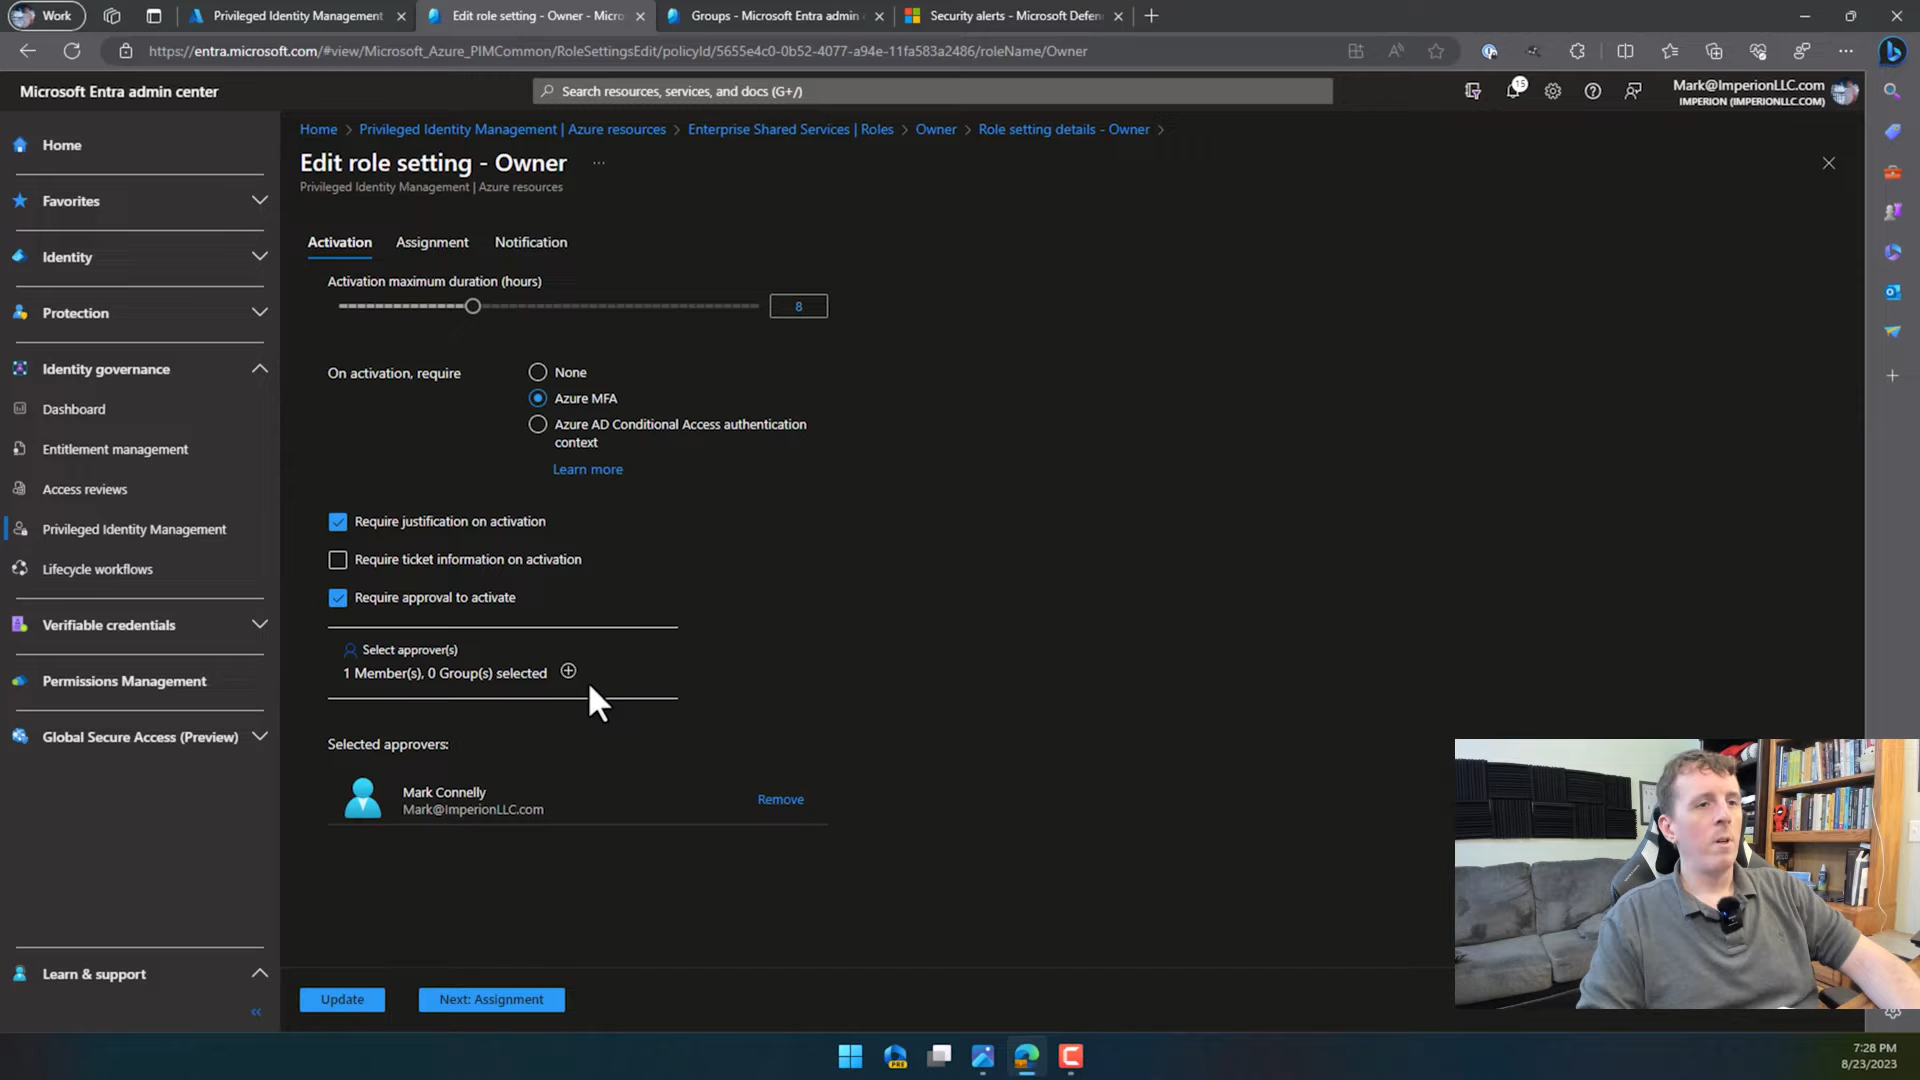 Work
Privileged Identity Management
Edit role setting - Owner - Micro
Groups - Microsoft Entra admin
Security alerts - Microsoft Defen
https://entra.microsoft.com/#view/Microsoft_Azure_PIMCommon/RoleSettingsEdit/policyId/5655e4c0-0b52-4077-a94e-11fa583a2486/roleName/Owner
Microsoft Entra admin center
Search resources, services, and docs (G+/)
15
Mark@ImperionLLC.com
IMPERION (IMPERIONLLC.COM)
Home
Favorites
Identity
Protection
Identity governance
Dashboard
Entitlement management
Access reviews
Privileged Identity Management
Lifecycle workflows
Verifiable credentials
Permissions Management
Global Secure Access (Preview)
Learn & support
Home > Privileged Identity Management | Azure resources > Enterprise Shared Services | Roles > Owner > Role setting details - Owner >
Edit role setting - Owner ...
Privileged Identity Management | Azure resources
Activation Assignment Notification
Activation maximum duration (hours)
8
On activation, require
None
Azure MFA
Azure AD Conditional Access authentication
context
Learn more
Require justification on activation
Require ticket information on activation
Require approval to activate
Select approver(s)
1 Member(s), 0 Group(s) selected
Selected approvers:
Mark Connelly
Mark@ImperionLLC.com
Remove
Update
Next: Assignment
PRE
7:28 PM
8/23/2023